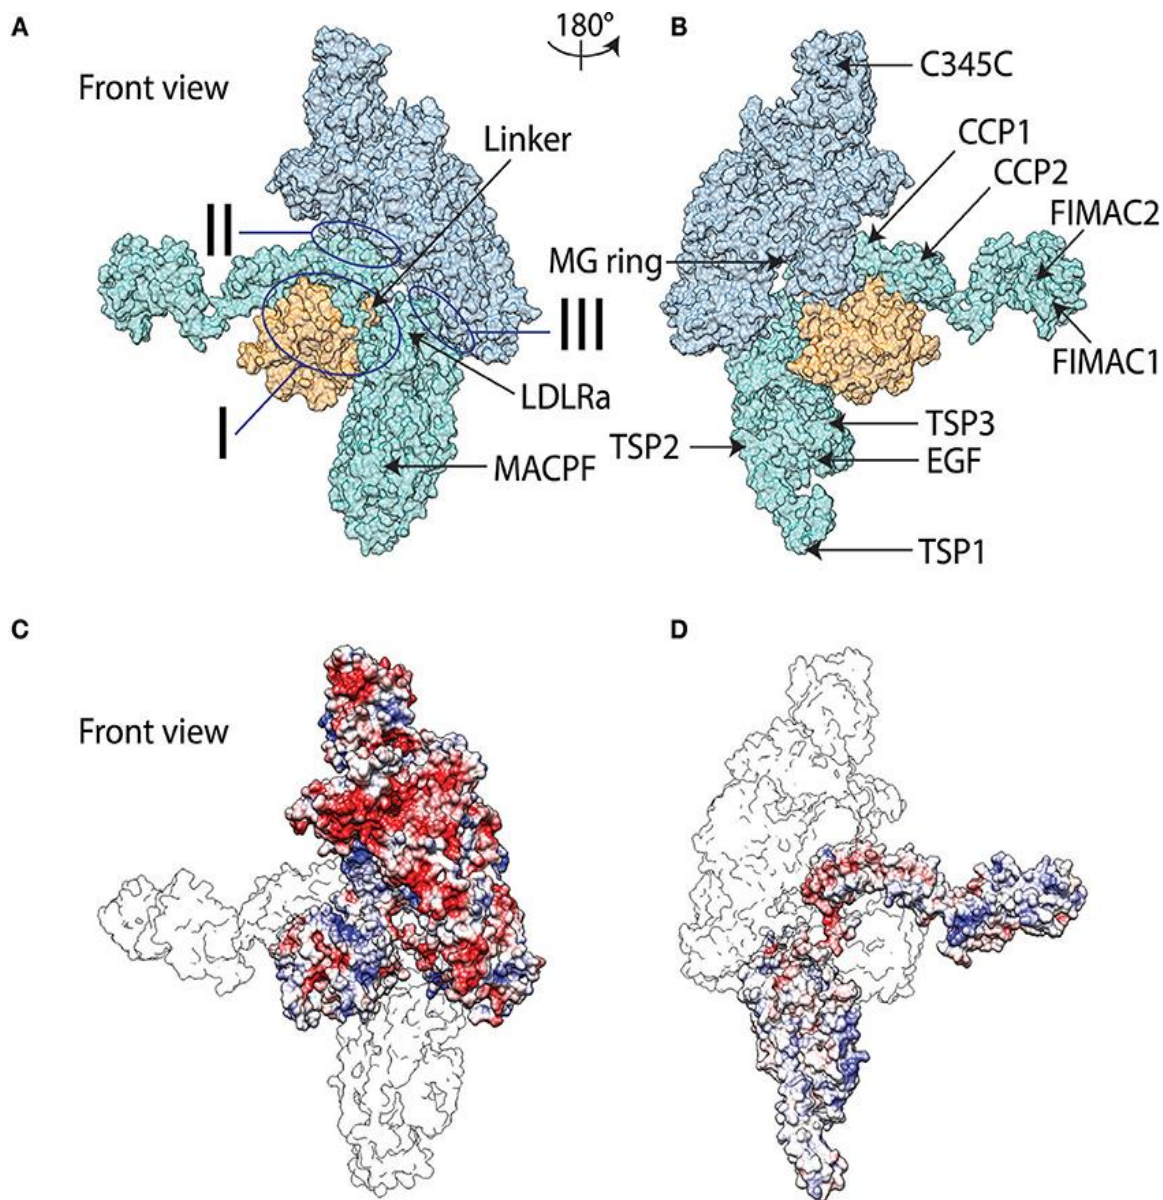 A
180°
B
Front view
C345C
Linker
CCP1
CCP2
II
FIMAC2
MG ring
III
FIMAC1
LDLRa
I
TSP3
TSP2
EGF
MACPF
TSP1
C
D
Front view